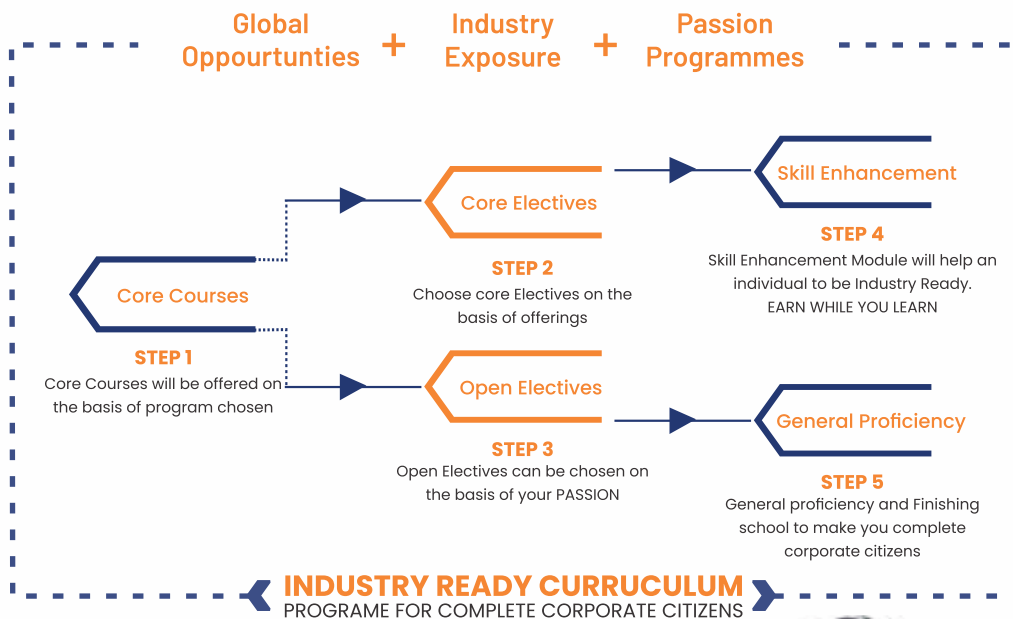 Global
Oppourtunties
+
Industry
Exposure
+
Passion
Programmes
Core Courses
STEP 1
Core Courses will be offered on
the basis of program chosen
Core Electives
STEP 2
Choose core Electives on the
basis of offerings
Open Electives
STEP 3
Open Electives can be chosen on
the basis of your PASSION
Skill Enhancement
STEP 4
Skill Enhancement Module will help an
individual to be Industry Ready.
EARN WHILE YOU LEARN
General Proficiency
STEP 5
General proficiency and Finishing
school to make you complete
corporate citizens
INDUSTRY READY CURRUCULUM
PROGRAME FOR COMPLETE CORPORATE CITIZENS